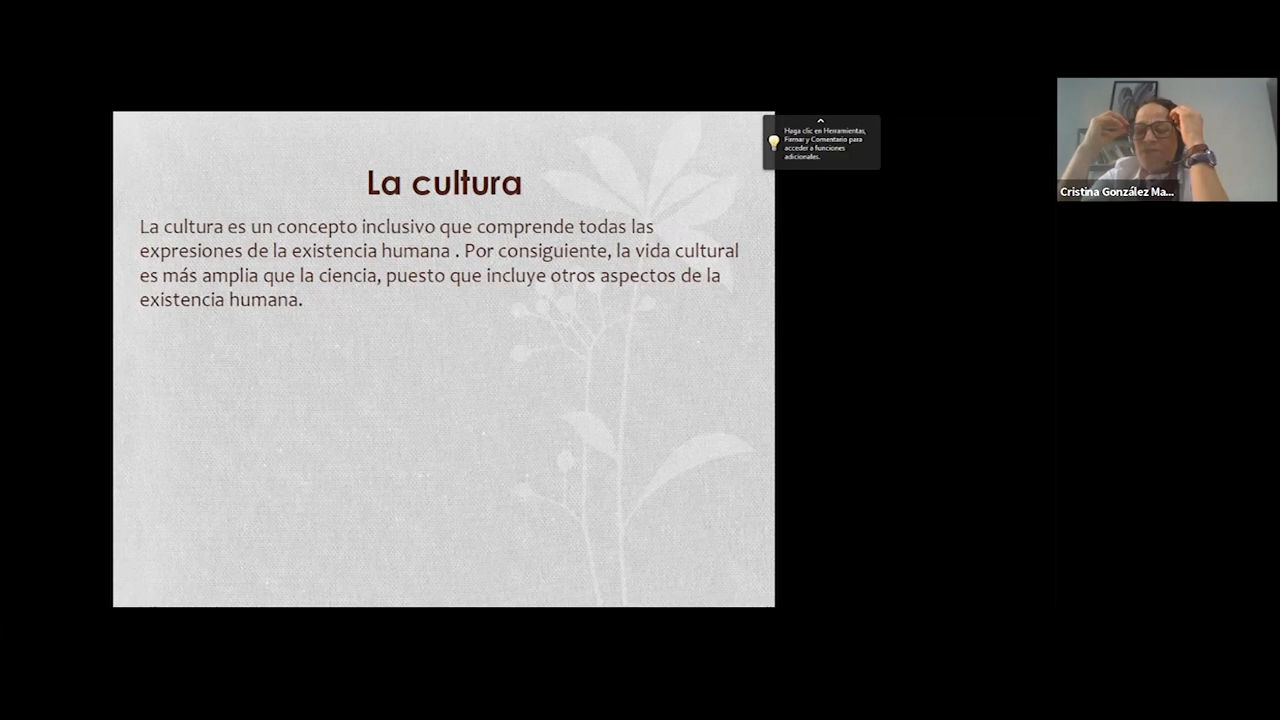 La cultura
La cultura es un concepto inclusivo que comprende todas las
expresiones de la existencia humana . Por consiguiente, la vida cultural
es más amplia que la ciencia, puesto que incluye otros aspectos de la
existencia humana.
Haga clic en Herramientas,
Firmar y Comentario para
acceder a funciones
adicionales.
Cristina González Ma...